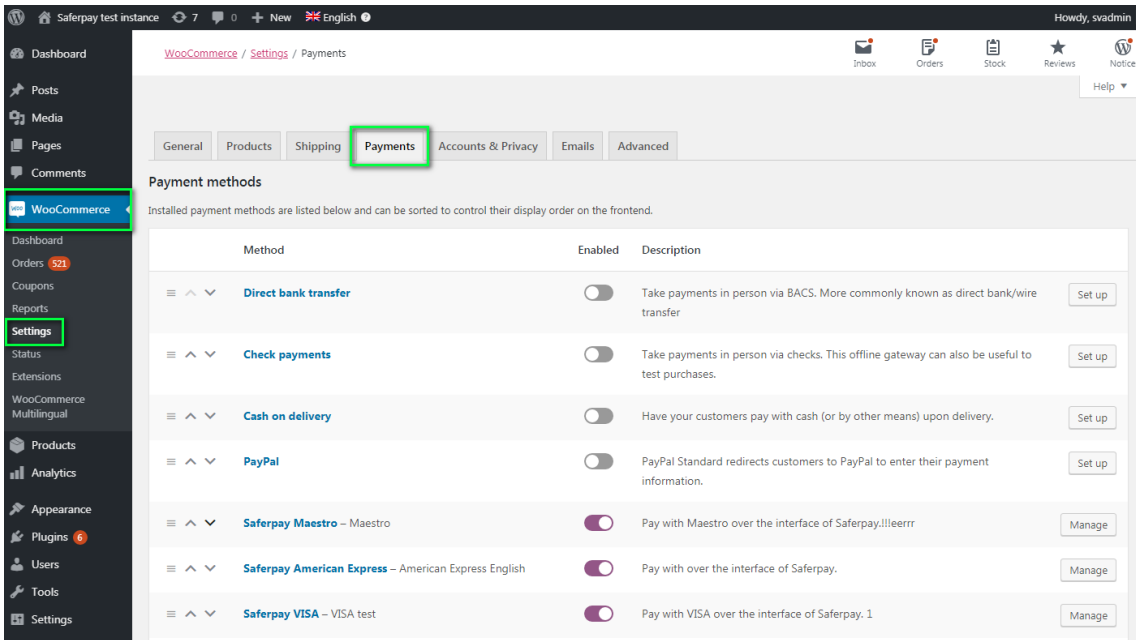 Saferpay test instance 7 0 + New English
Howdy, svadmin
Dashboard
Posts
Media
Pages
Comments
WooCommerce
Dashboard
Orders 521
Coupons
Reports
Settings
Status
Extensions
WooCommerce
Multilingual
Products
Analytics
Appearance
Plugins 6
Users
Tools
Settings
WooCommerce / Settings / Payments
Inbox
Orders
Stock
Reviews
Notice
Help
General
Products
Shipping
Payments
Accounts & Privacy
Emails
Advanced
Payment methods
Installed payment methods are listed below and can be sorted to control their display order on the frontend.
Method Enabled Description
Direct bank transfer
Take payments in person via BACS. More commonly known as direct bank/wire
transfer
Set up
Check payments
Take payments in person via checks. This offline gateway can also be useful to
test purchases.
Set up
Cash on delivery
Have your customers pay with cash (or by other means) upon delivery.
Set up
PayPal
PayPal Standard redirects customers to PayPal to enter their payment
information.
Set up
Saferpay Maestro – Maestro
Pay with Maestro over the interface of Saferpay.!!!eerrr
Manage
Saferpay American Express – American Express English
Pay with over the interface of Saferpay.
Manage
Saferpay VISA – VISA test
Pay with VISA over the interface of Saferpay. 1
Manage